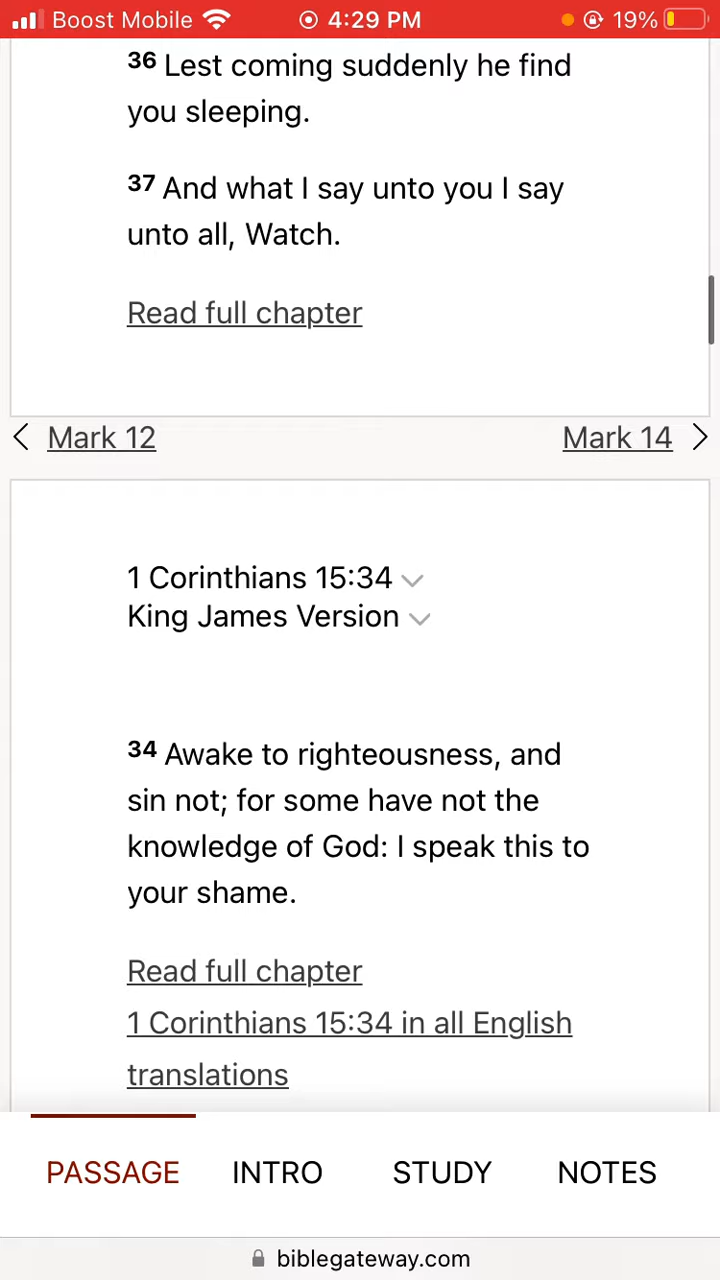 Boost Mobile 4:29 PM 19%
36 Lest coming suddenly he find
you sleeping.
37 And what I say unto you I say
unto all, Watch.
Read full chapter
< Mark 12 Mark 14 >
1 Corinthians 15:34
King James Version
34 Awake to righteousness, and
sin not; for some have not the
knowledge of God: I speak this to
your shame.
Read full chapter
1 Corinthians 15:34 in all English
translations
PASSAGE INTRO STUDY NOTES
biblegateway.com